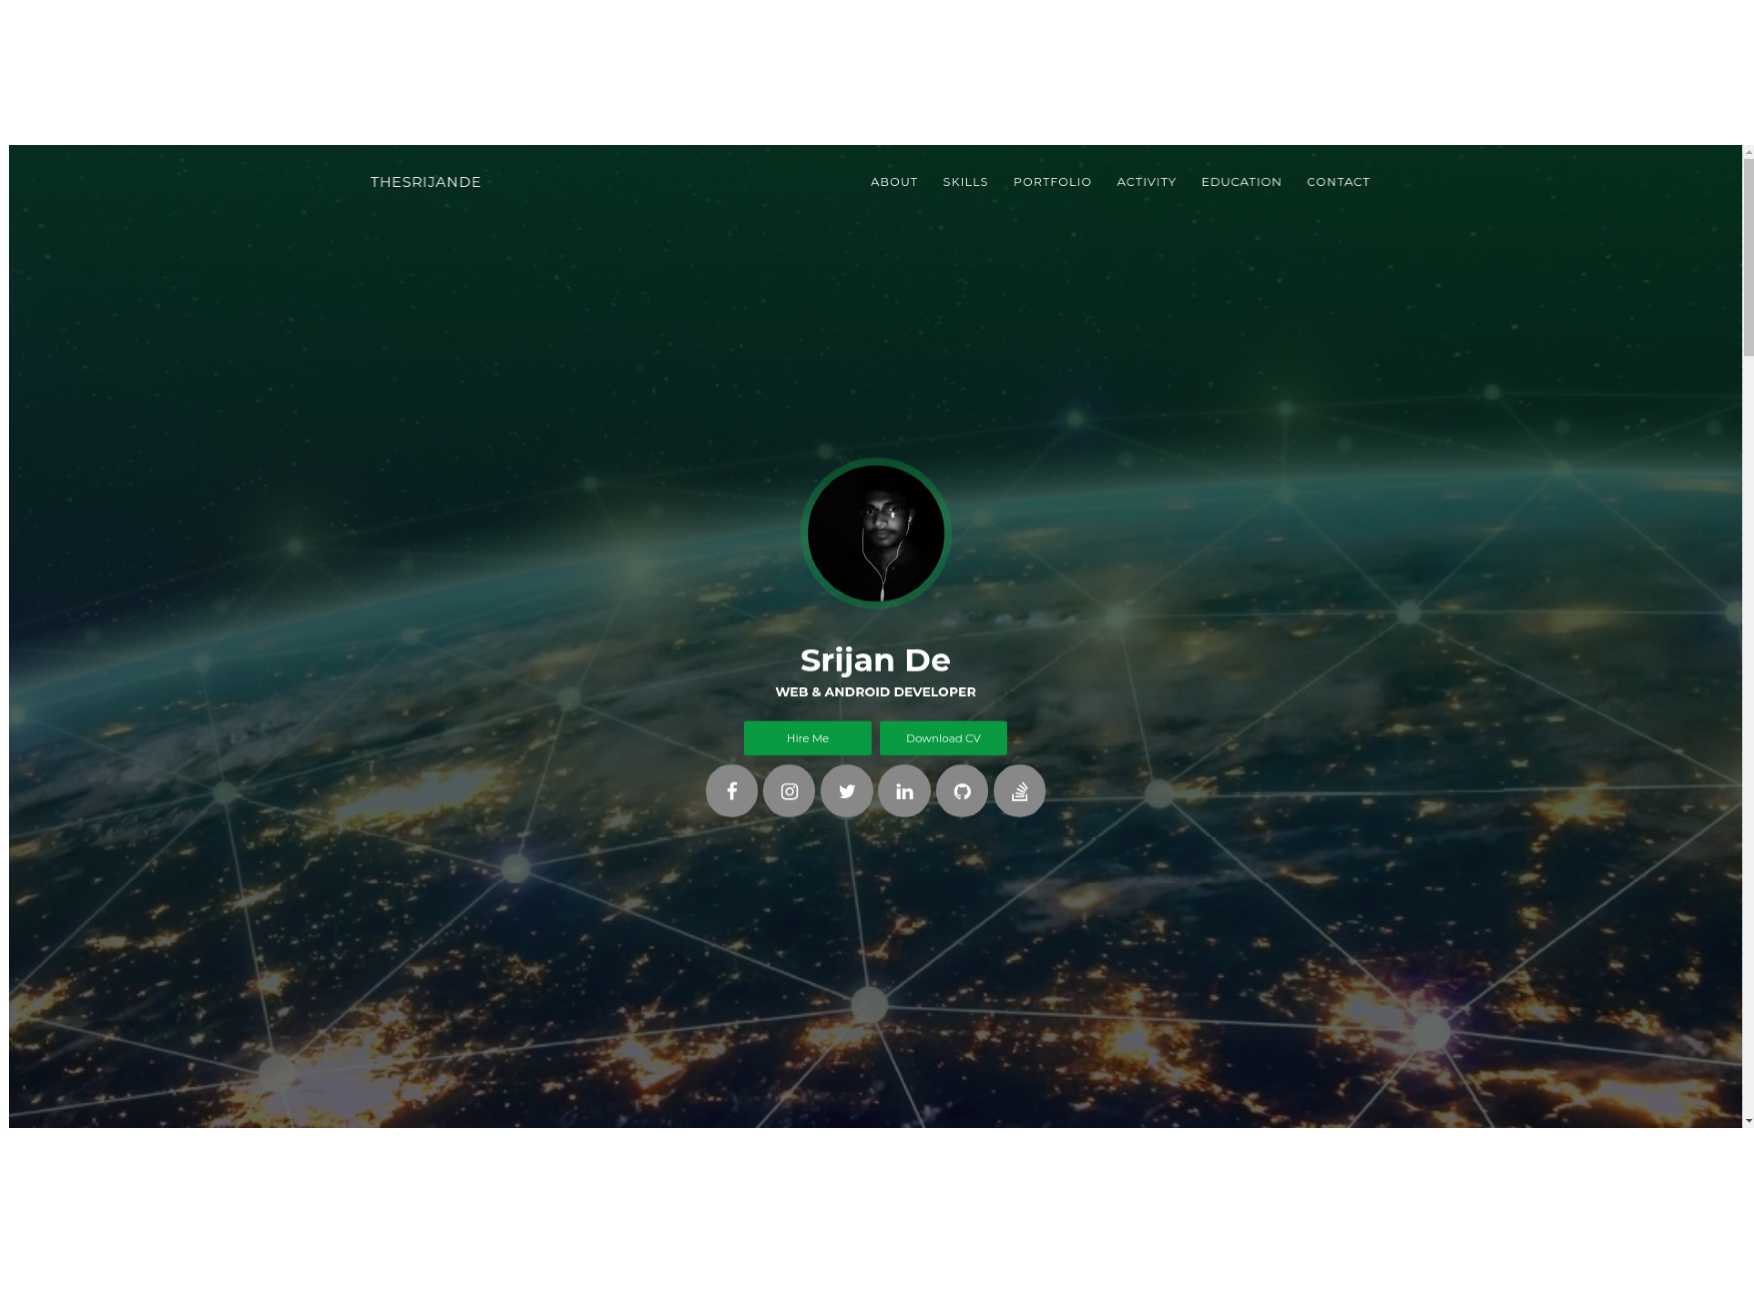 THESRIJANDE
ABOUT SKILLS PORTFOLIO ACTIVITY EDUCATION CONTACT
Srijan De
WEB & ANDROID DEVELOPER
Hire Me Download CV